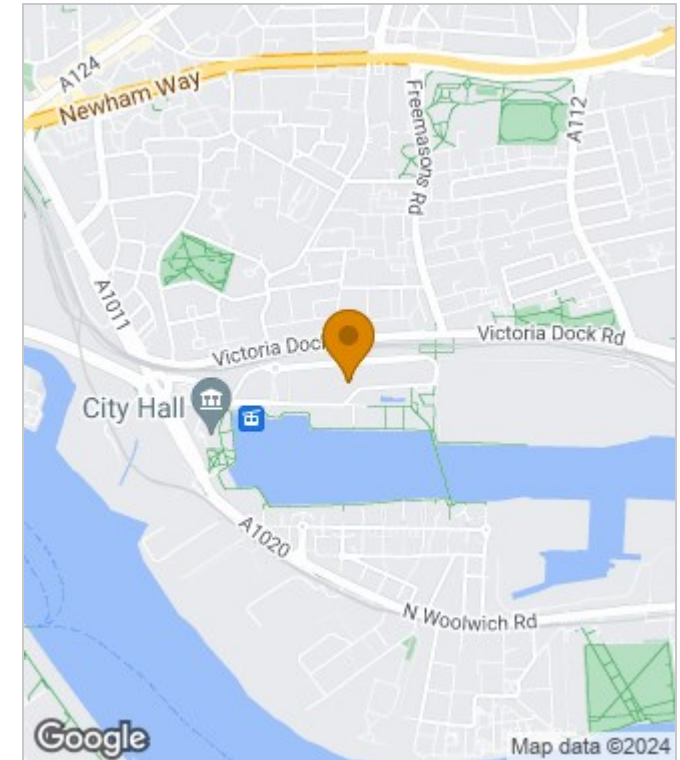 A124
Newham Way
Freemasons Rd
A112
A1011
Victoria Dock
Victoria Dock Rd
City Hall
A1020
N Woolwich Rd
Google
Map data ©2024